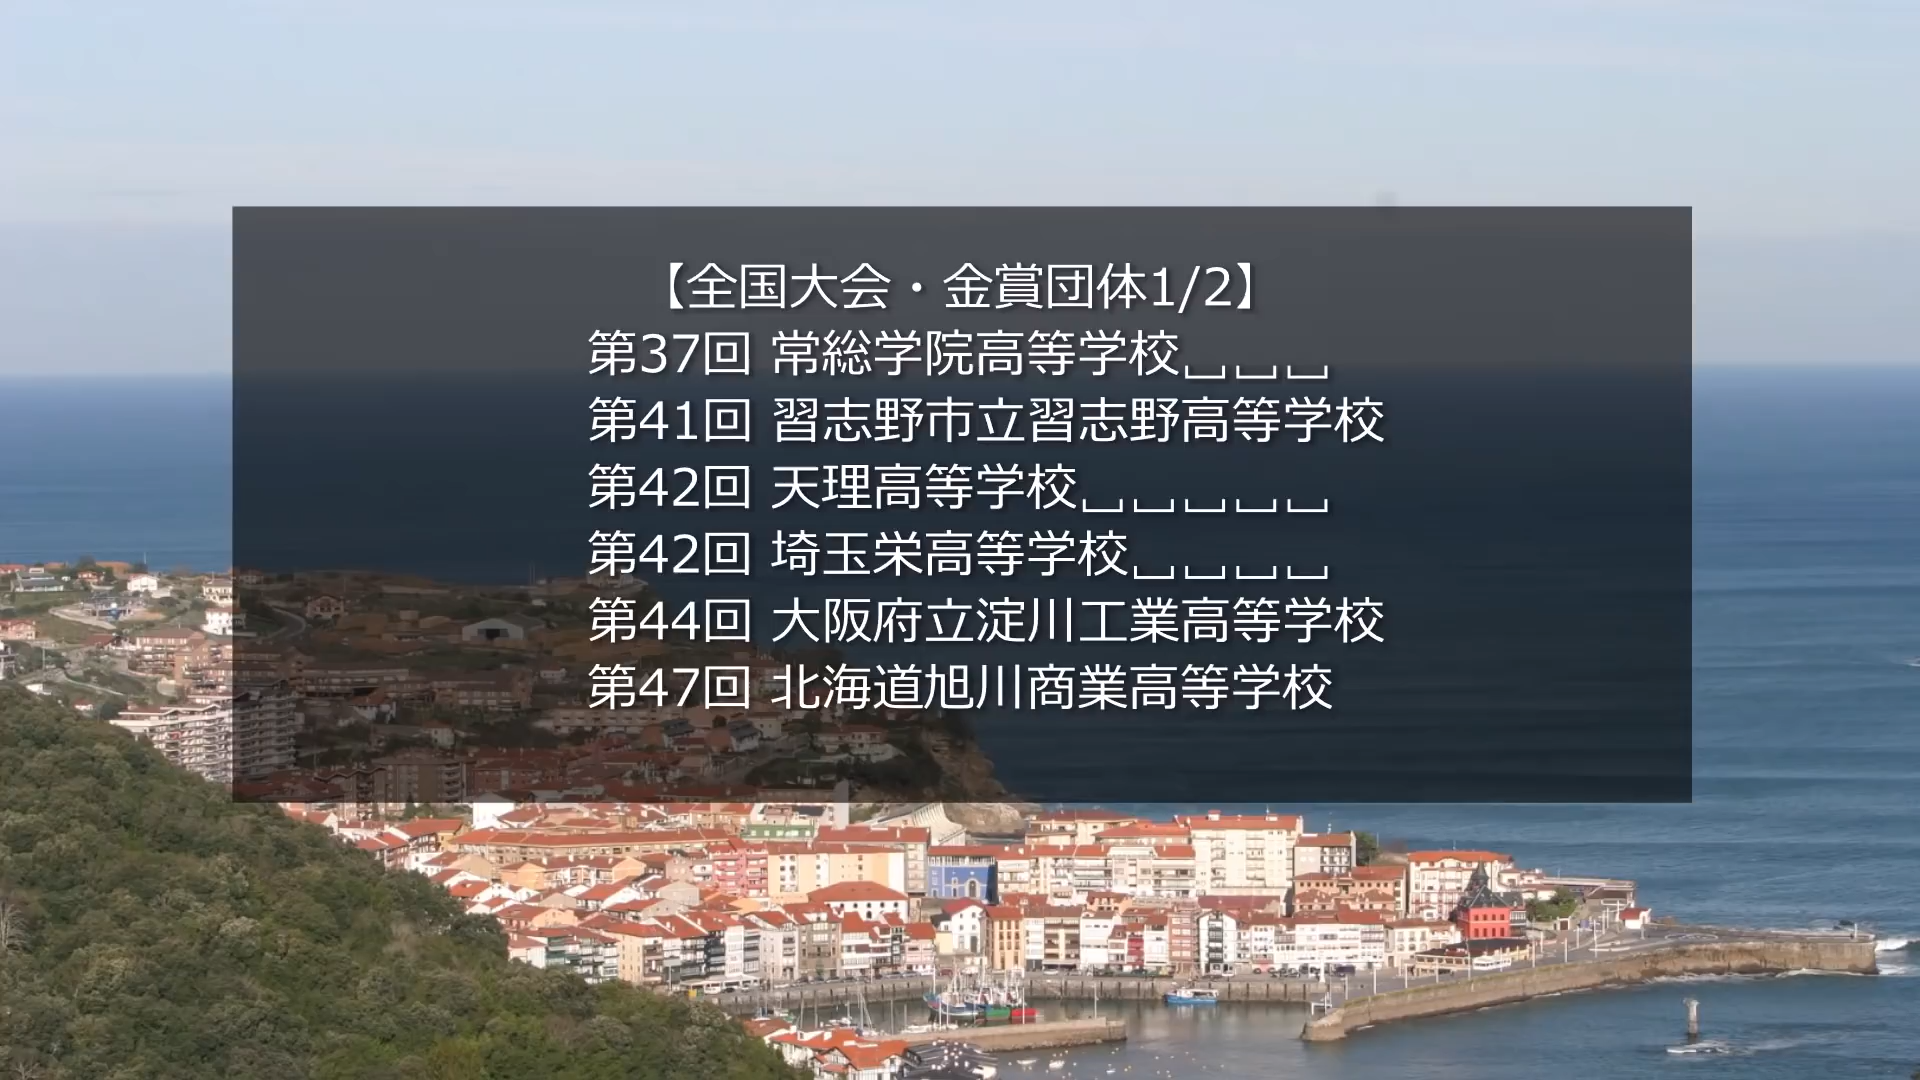 【全国大会・金賞団体1/2】
第37回 常総学院高等学校␣␣␣
第41回 習志野市立習志野高等学校
第42回 天理高等学校␣␣␣␣␣
第42回 埼玉栄高等学校␣␣␣␣
第44回 大阪府立淀川工業高等学校
第47回 北海道旭川商業高等学校